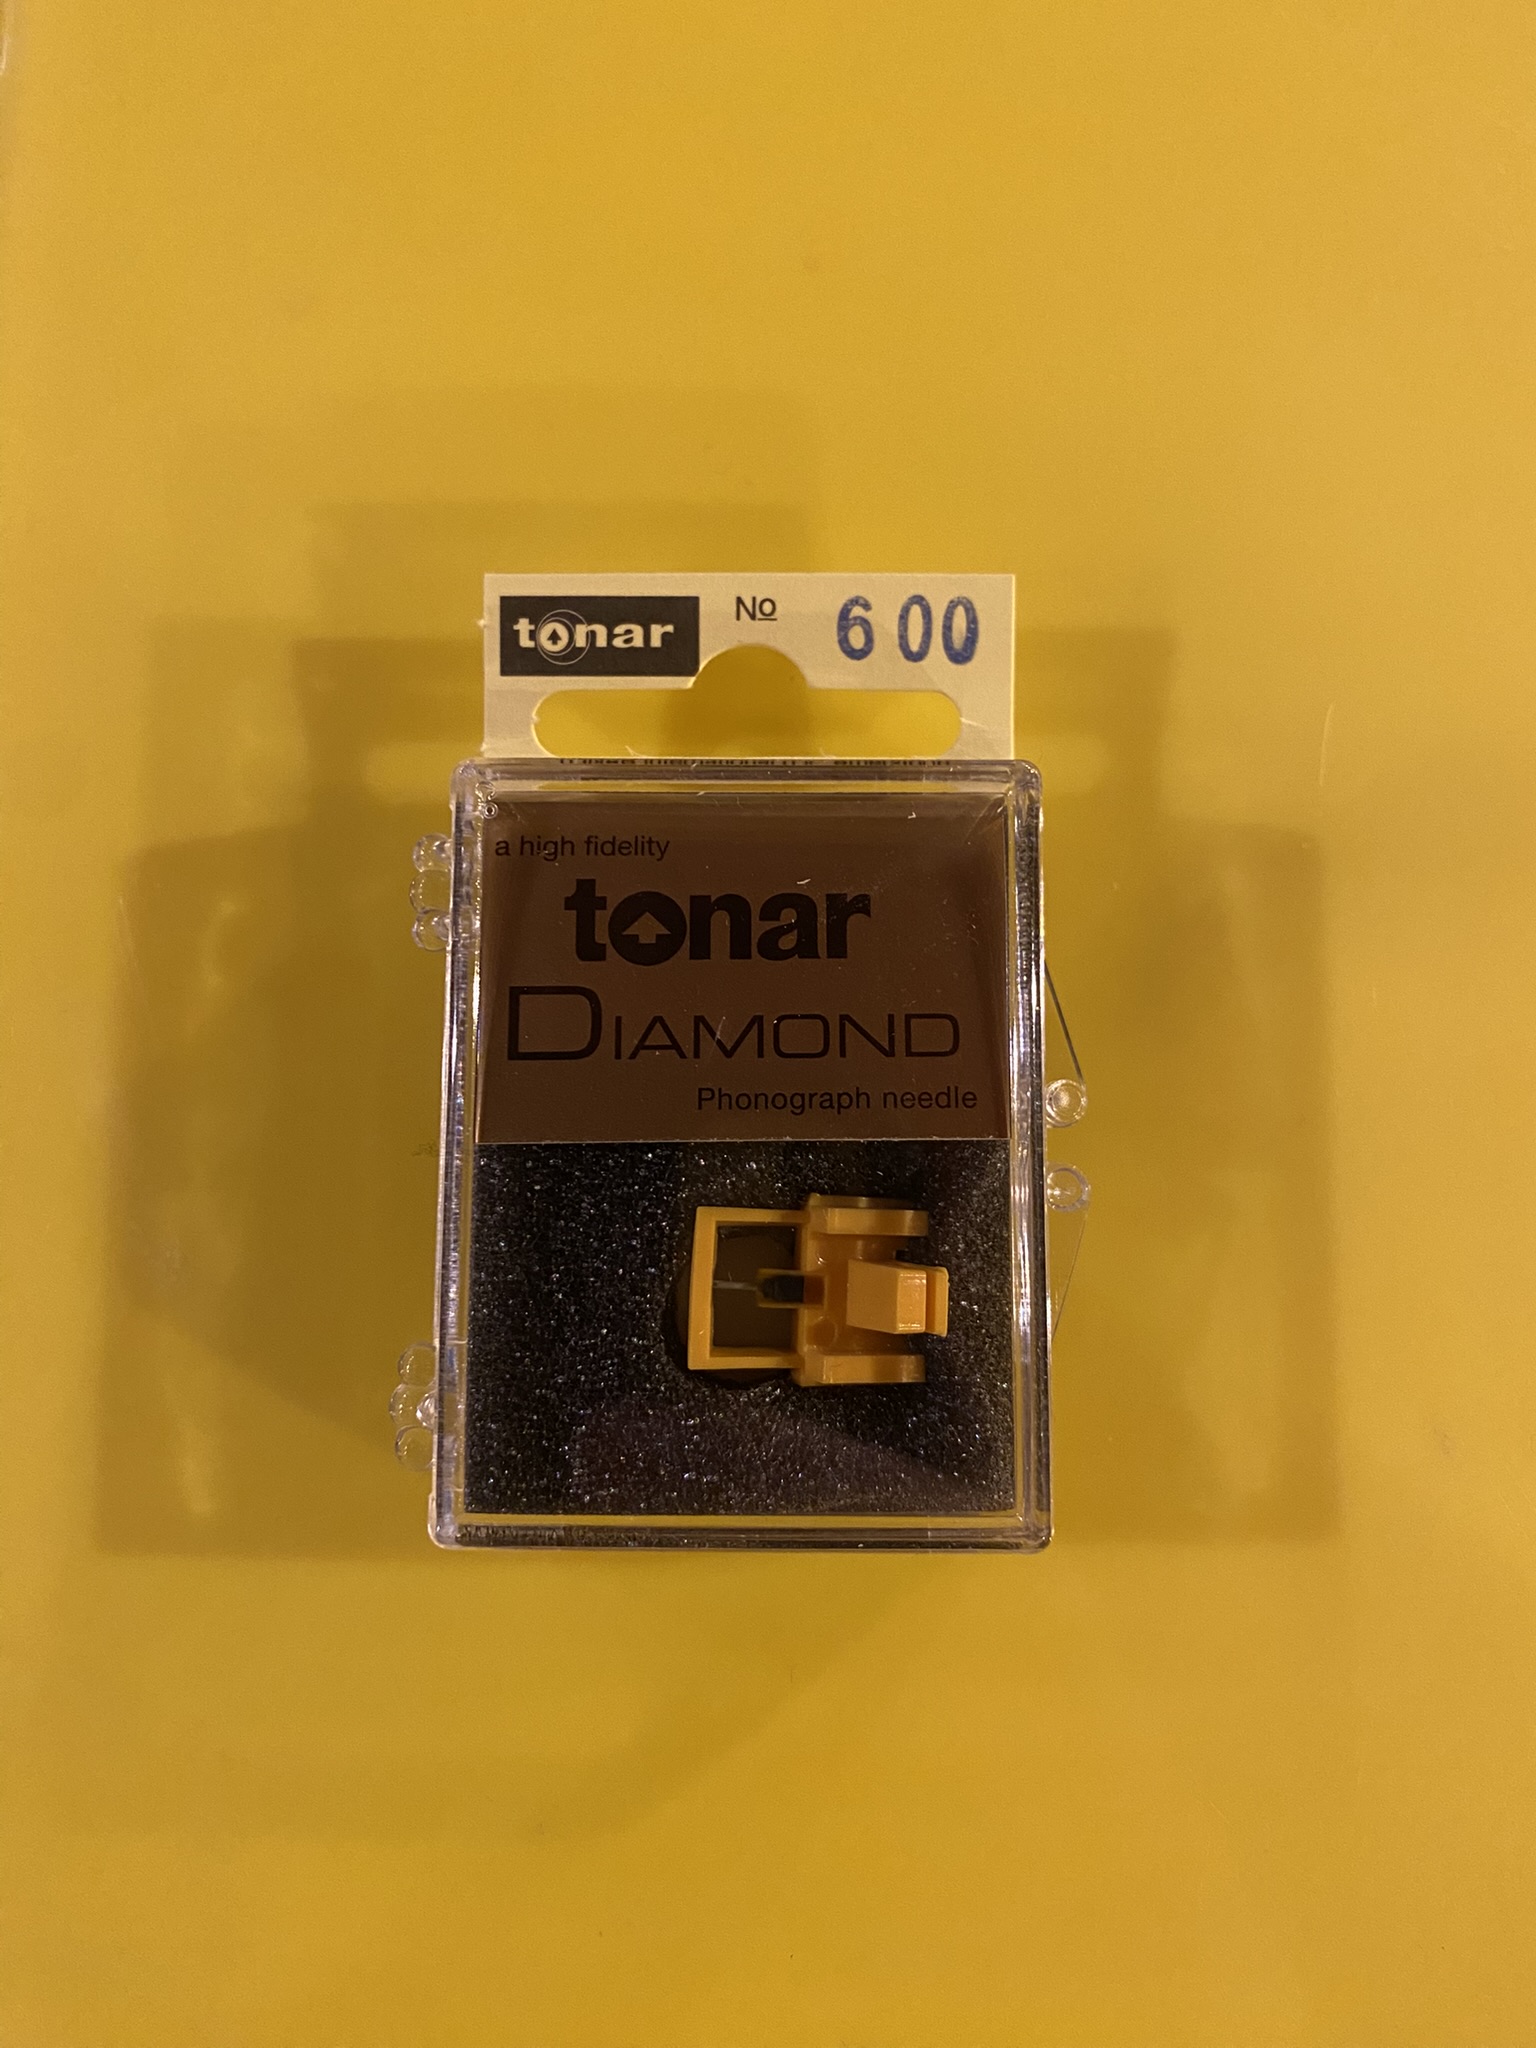 tonar
No 600
a high fidelity
tonar
DIAMOND
Phonograph needle